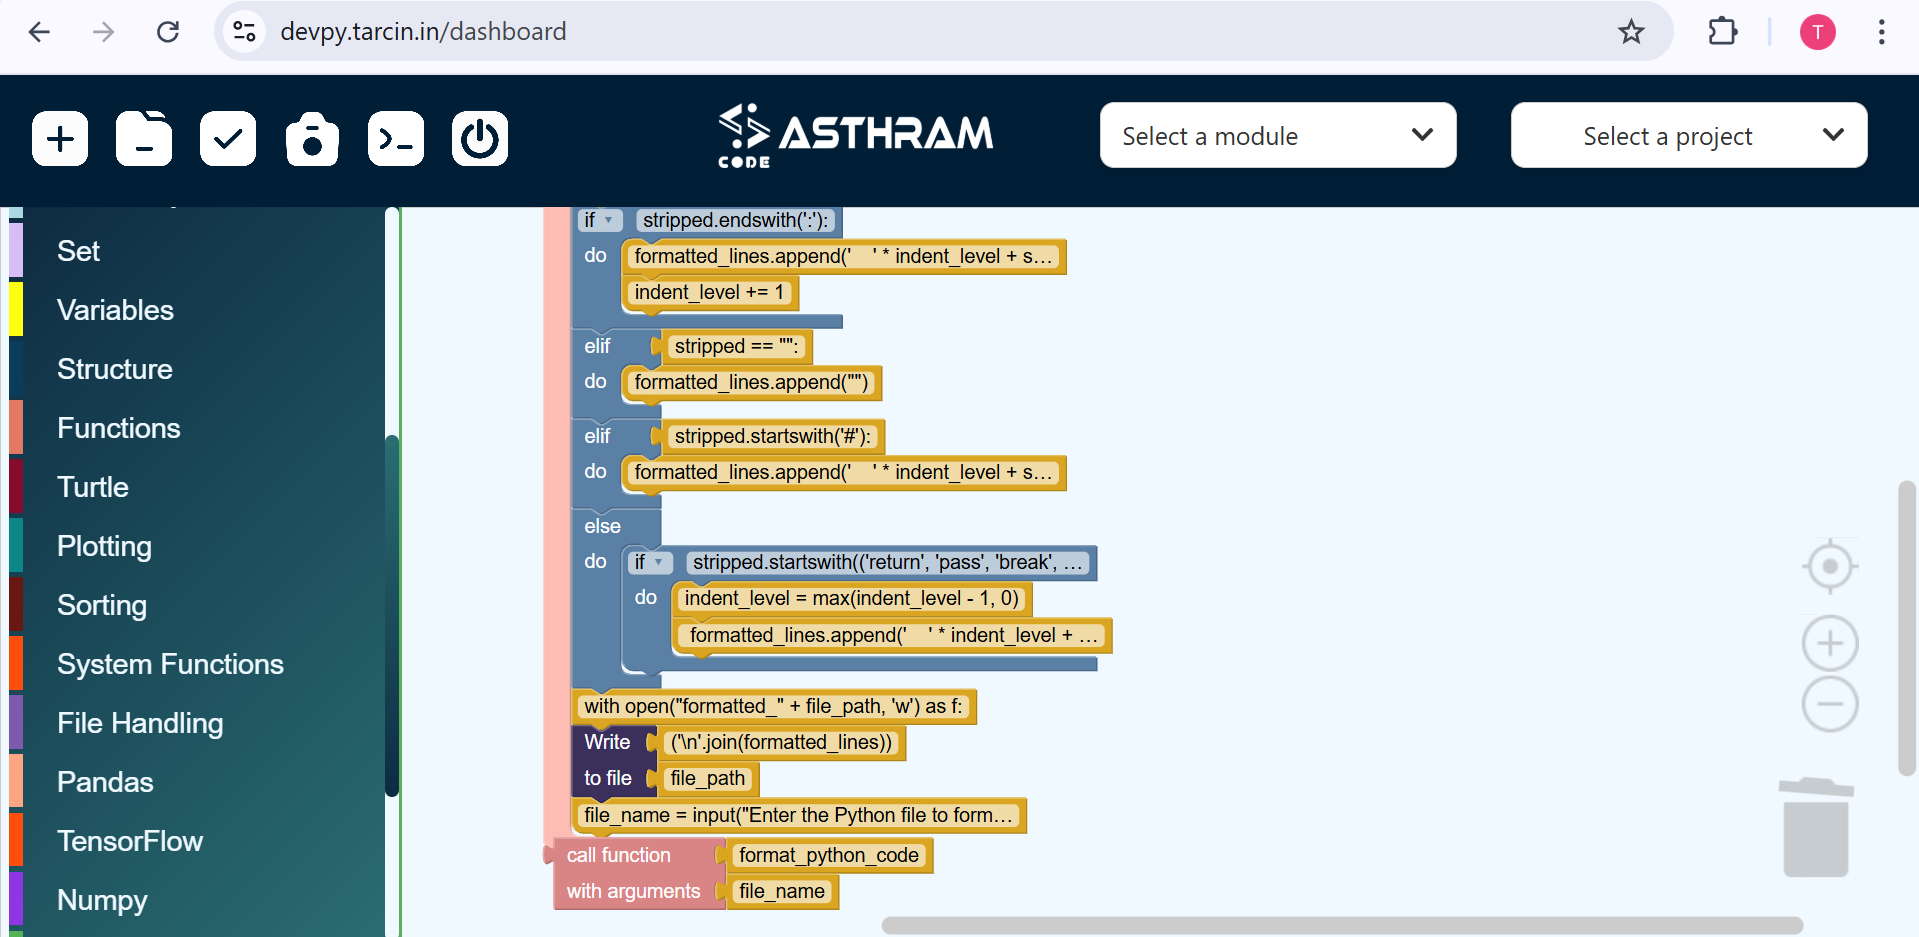 devpy.tarcin.in/dashboard
T
CODE
ASTHRAM
Select a module
Select a project
Set
Variables
Structure
Functions
Turtle
Plotting
Sorting
System Functions
File Handling
Pandas
TensorFlow
Numpy
if stripped.endswith(':'):
do formatted_lines.append('    ' * indent_level + s...
indent_level += 1
elif stripped == "":
do formatted_lines.append("")
elif stripped.startswith('#'):
do formatted_lines.append('    ' * indent_level + s...
else
do if stripped.startswith(('return', 'pass', 'break', ...
do indent_level = max(indent_level - 1, 0)
formatted_lines.append('    ' * indent_level + ...
with open("formatted_" + file_path, 'w') as f:
Write ('\n'.join(formatted_lines))
to file file_path
file_name = input("Enter the Python file to form...
call function format_python_code
with arguments file_name